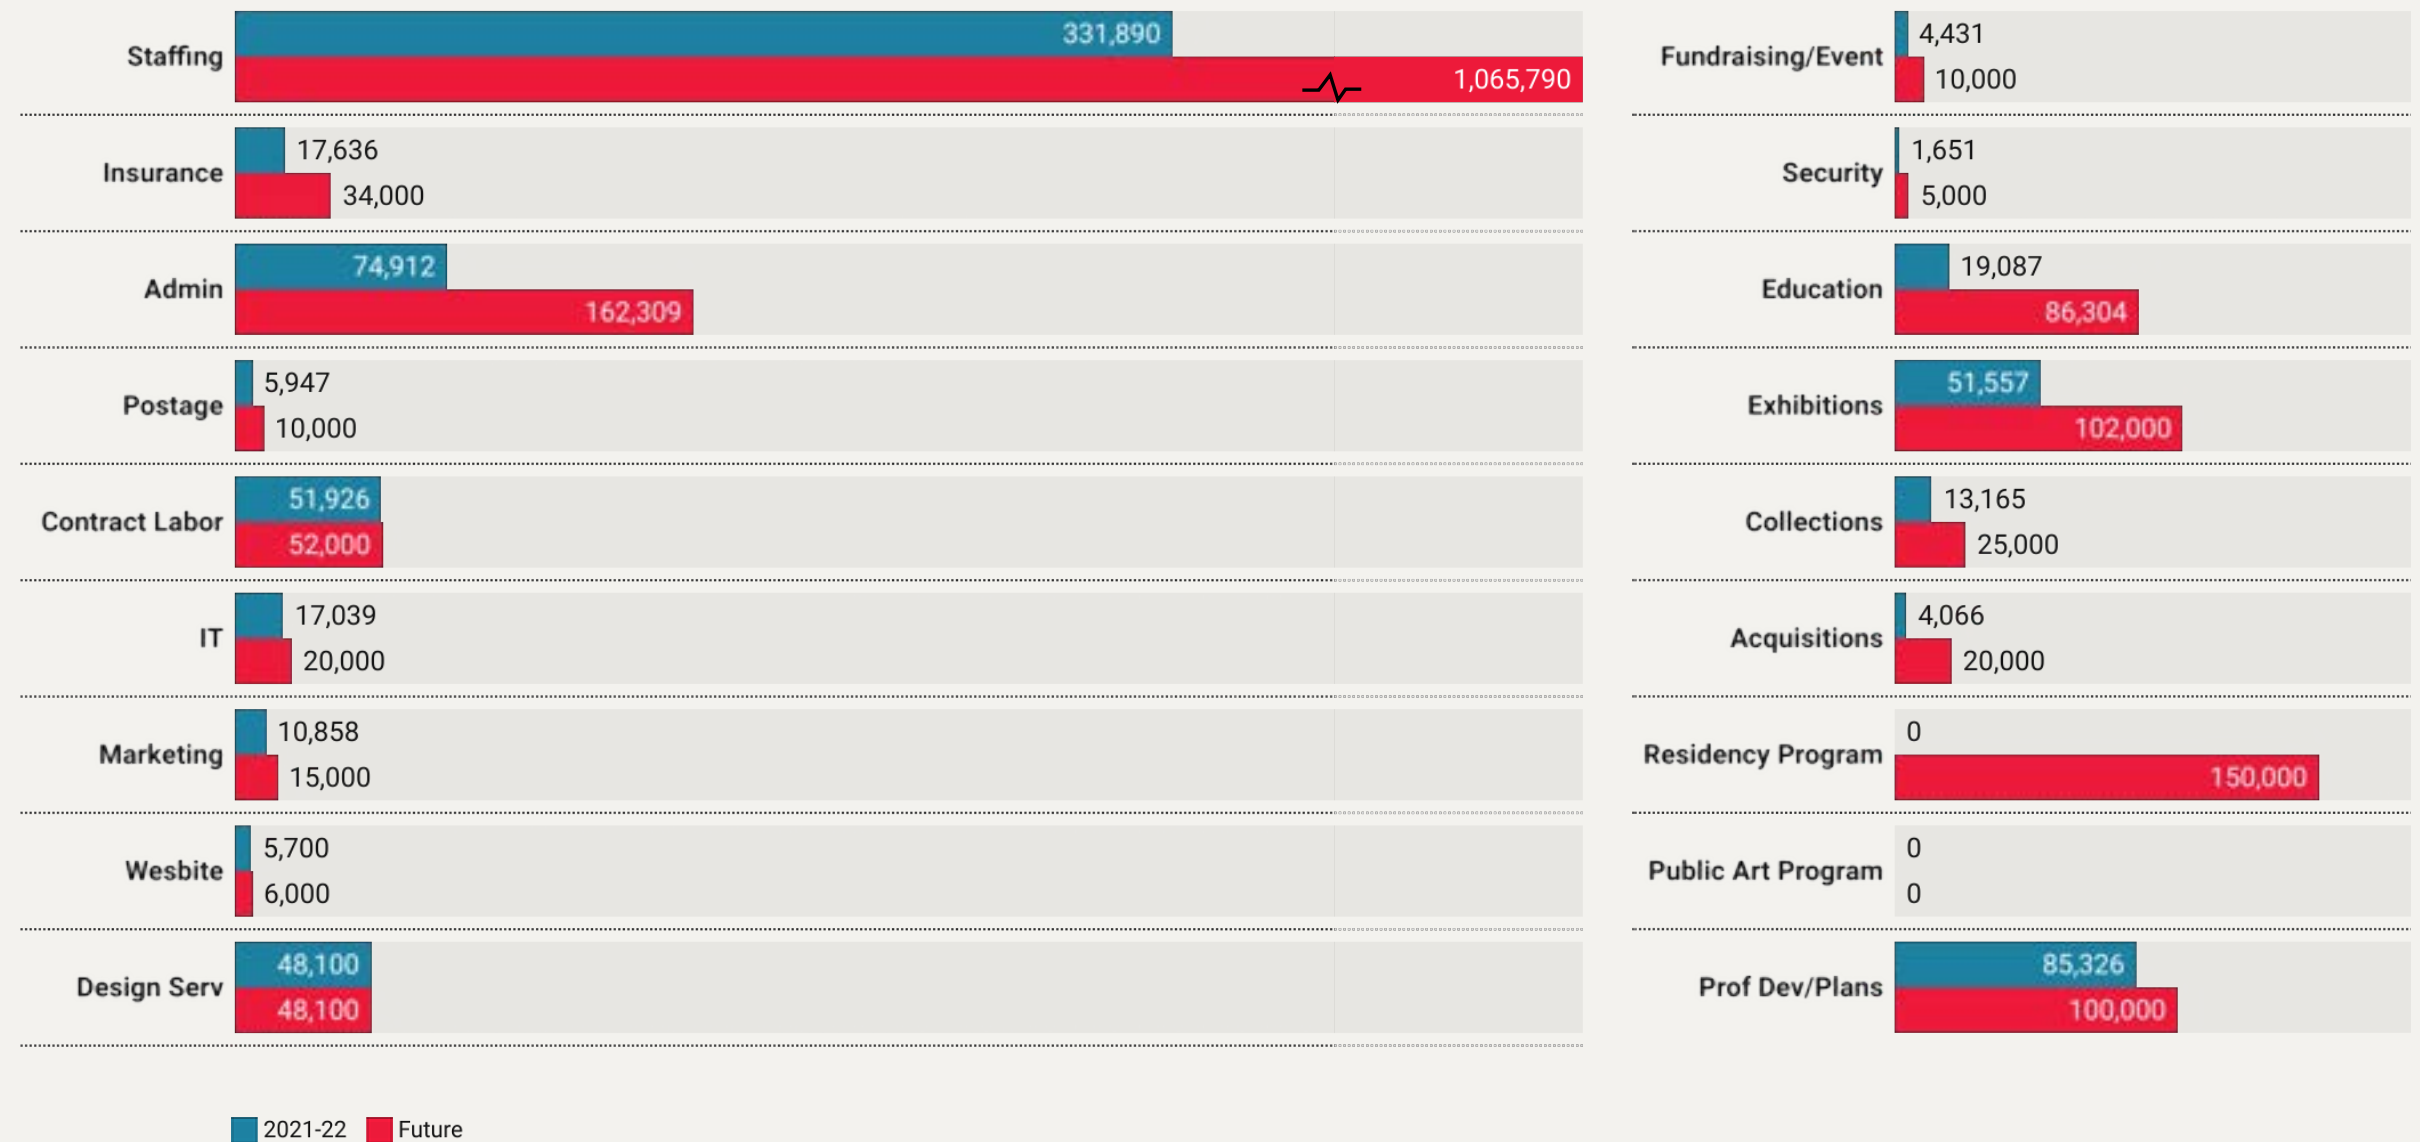 Staffing
331,890
1,065,790
Insurance
17,636
34,000
Admin
74,912
162,309
Postage
5,947
10,000
Contract Labor
51,926
52,000
IT
17,039
20,000
Marketing
10,858
15,000
Wesbite
5,700
6,000
Design Serv
48,100
48,100
Fundraising/Event
4,431
10,000
Security
1,651
5,000
Education
19,087
86,304
Exhibitions
51,557
102,000
Collections
13,165
25,000
Acquisitions
4,066
20,000
Residency Program
0
150,000
Public Art Program
0
0
Prof Dev/Plans
85,326
100,000
2021-22 Future